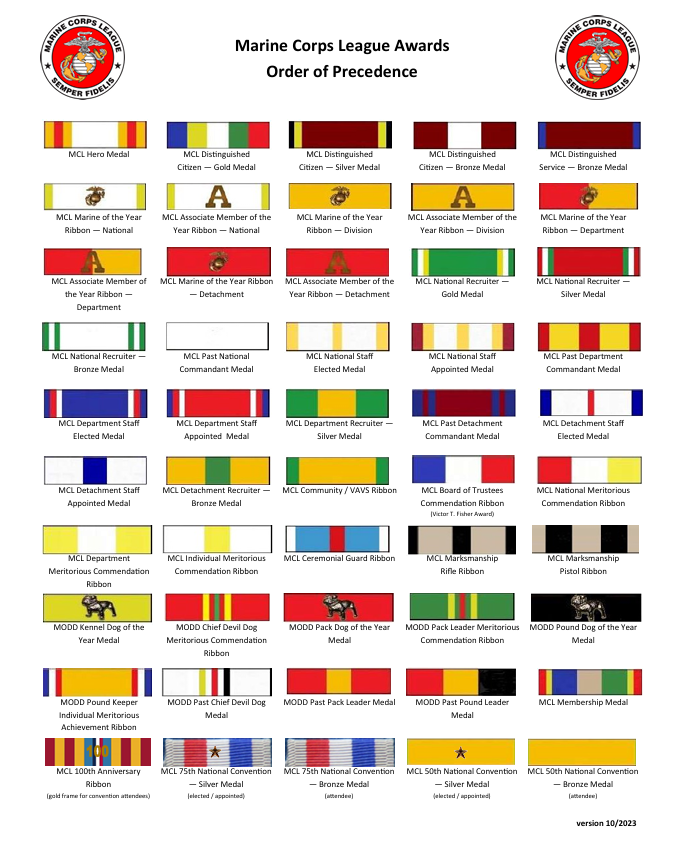 MARINE CORPS LEAGUE
SEMPER FIDELIS
Marine Corps League Awards
Order of Precedence
MARINE CORPS LEAGUE
SEMPER FIDELIS
MCL Hero Medal
MCL Distinguished
Citizen — Gold Medal
MCL Distinguished
Citizen — Silver Medal
MCL Distinguished
Citizen — Bronze Medal
MCL Distinguished
Service — Bronze Medal
A
A
MCL Marine of the Year
Ribbon — National
MCL Associate Member of the
Year Ribbon — National
MCL Marine of the Year
Ribbon — Division
MCL Associate Member of the
Year Ribbon — Division
MCL Marine of the Year
Ribbon — Department
A
A
MCL Associate Member of
the Year Ribbon —
Department
MCL Marine of the Year Ribbon
— Detachment
MCL Associate Member of the
Year Ribbon — Detachment
MCL National Recruiter —
Gold Medal
MCL National Recruiter —
Silver Medal
MCL National Recruiter —
Bronze Medal
MCL Past National
Commandant Medal
MCL National Staff
Elected Medal
MCL National Staff
Appointed Medal
MCL Past Department
Commandant Medal
MCL Department Staff
Elected Medal
MCL Department Staff
Appointed  Medal
MCL Department Recruiter —
Silver Medal
MCL Past Detachment
Commandant Medal
MCL Detachment Staff
Elected Medal
MCL Detachment Staff
Appointed Medal
MCL Detachment Recruiter —
Bronze Medal
MCL Community / VAVS Ribbon
MCL Board of Trustees
Commendation Ribbon
(Victor T. Fisher Award)
MCL National Meritorious
Commendation Ribbon
MCL Department
Meritorious Commendation
Ribbon
MCL Individual Meritorious
Commendation Ribbon
MCL Ceremonial Guard Ribbon
MCL Marksmanship
Rifle Ribbon
MCL Marksmanship
Pistol Ribbon
MODD Kennel Dog of the
Year Medal
MODD Chief Devil Dog
Meritorious Commendation
Ribbon
MODD Pack Dog of the Year
Medal
MODD Pack Leader Meritorious
Commendation Ribbon
MODD Pound Dog of the Year
Medal
MODD Pound Keeper
Individual Meritorious
Achievement Ribbon
MODD Past Chief Devil Dog
Medal
MODD Past Pack Leader Medal
MODD Past Pound Leader
Medal
MCL Membership Medal
100
MCL 100th Anniversary
Ribbon
(gold frame for convention attendees)
MCL 75th National Convention
— Silver Medal
(elected / appointed)
MCL 75th National Convention
— Bronze Medal
(attendee)
MCL 50th National Convention
— Silver Medal
(elected / appointed)
MCL 50th National Convention
— Bronze Medal
(attendee)
version 10/2023